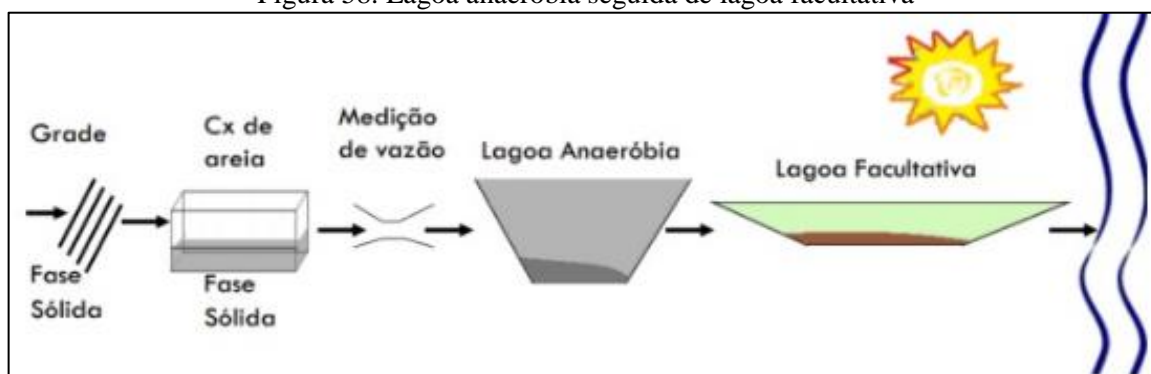 Figura 38: Lagoa anaeróbia seguida de lagoa facultativa
Grade
Cx de
areia
Medição
de vazão
Lagoa Anaeróbia
Lagoa Facultativa
Fase
Sólida
Fase
Sólida